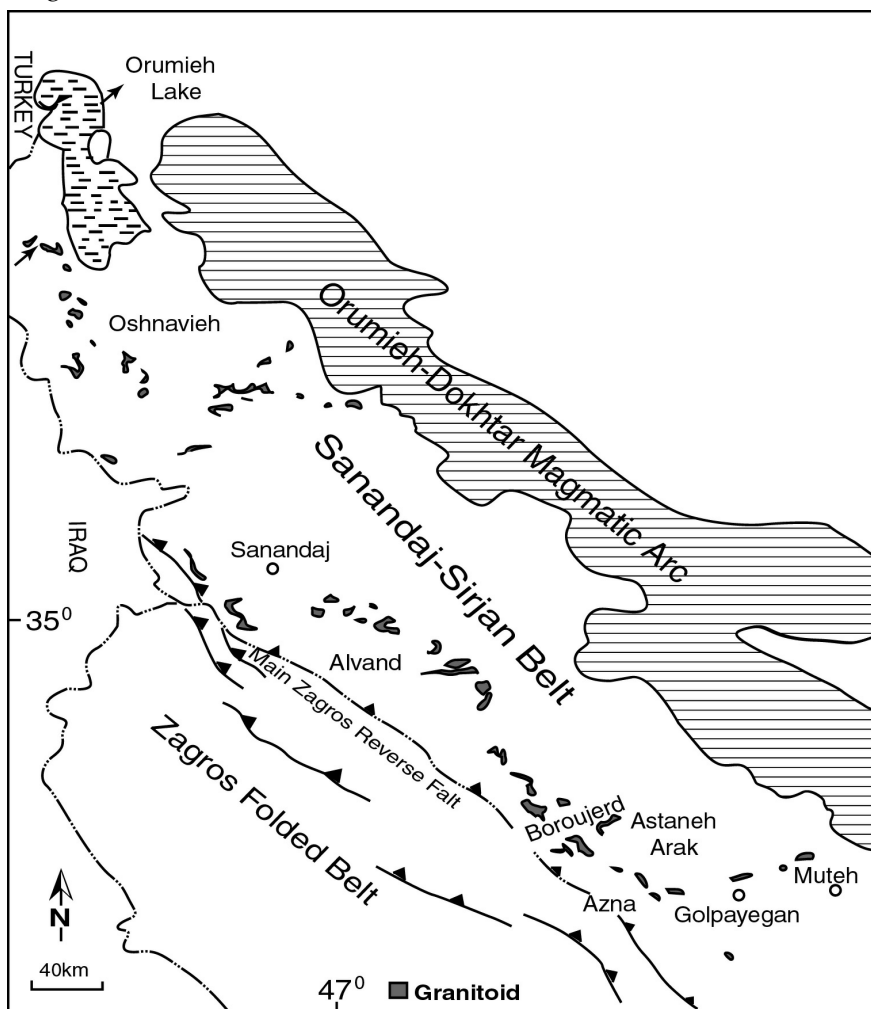 TURKEY
Orumieh
Lake
Oshnavieh
Orumieh-Dokhtar Magmatic Arc
Sanandaj-Sirjan Belt
IRAQ
Sanandaj
35⁰
Alvand
Main Zagros Reverse Falt
Zagros Folded Belt
Boroujerd
Astaneh
Arak
Muteh
Azna
Golpayegan
N
40km
47⁰
Granitoid